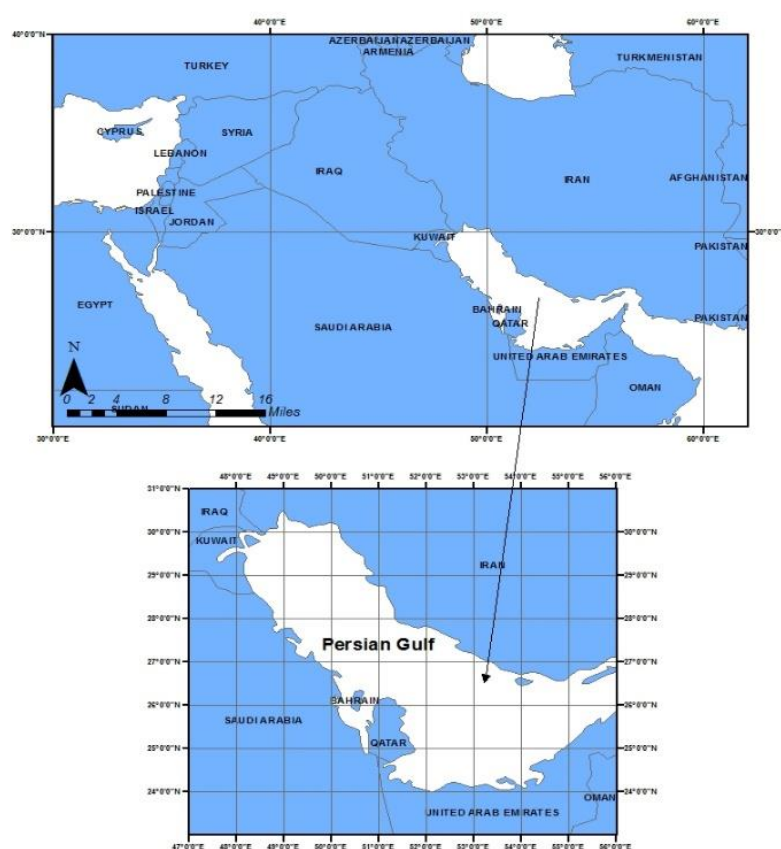 40°0'0"E 50°0'0"E 60°0'0"E
40°0'0"N 40°0'0"N
AZERBAIJAN AZERBAIJAN
ARMENIA
TURKEY
TURKMENISTAN
CYPRUS
SYRIA
LEBANON
IRAQ
IRAN
AFGHANISTAN
PALESTINE
ISRAEL
JORDAN
30°0'0"N
KUWAIT
PAKISTAN
EGYPT
BAHRAIN
QATAR
PAKISTAN
SAUDI ARABIA
N
UNITED ARAB EMIRATES
OMAN
0 2 4 8 12 16
Miles
SUDAN
30°0'0"E 40°0'0"E 50°0'0"E 60°0'0"E
48°0'0"E 49°0'0"E 50°0'0"E 51°0'0"E 52°0'0"E 53°0'0"E 54°0'0"E 55°0'0"E 56°0'0"E
31°0'0"N
IRAQ
30°0'0"N 30°0'0"N
KUWAIT
IRAN
29°0'0"N 29°0'0"N
28°0'0"N 28°0'0"N
Persian Gulf
27°0'0"N 27°0'0"N
BAHRAIN
26°0'0"N 26°0'0"N
SAUDI ARABIA
QATAR
25°0'0"N 25°0'0"N
24°0'0"N 24°0'0"N
OMAN
UNITED ARAB EMIRATES
47°0'0"E 48°0'0"E 49°0'0"E 50°0'0"E 51°0'0"E 52°0'0"E 53°0'0"E 54°0'0"E 55°0'0"E 56°0'0"E